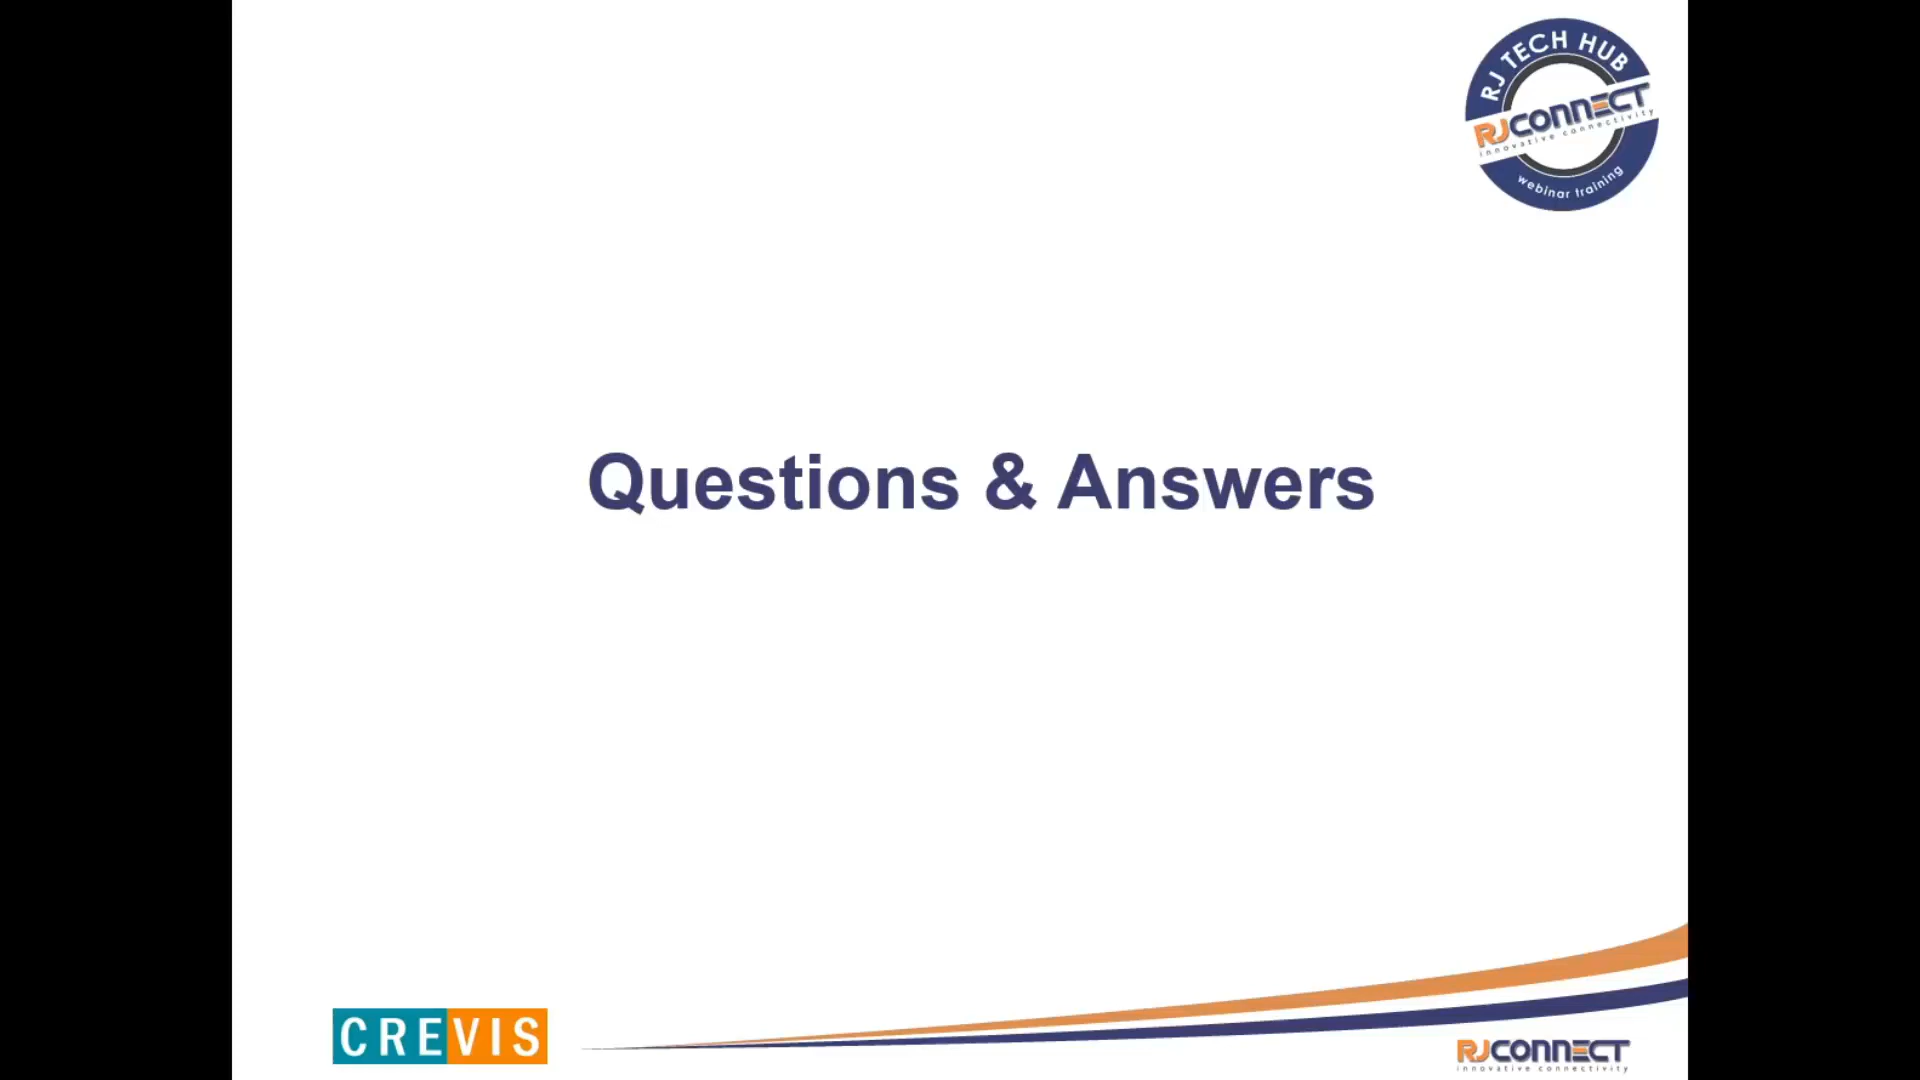 RJ TECH HUB
RJCONNECT
innovative connectivity
webinar training
Questions & Answers
CREVIS
RJCONNECT
innovative connectivity